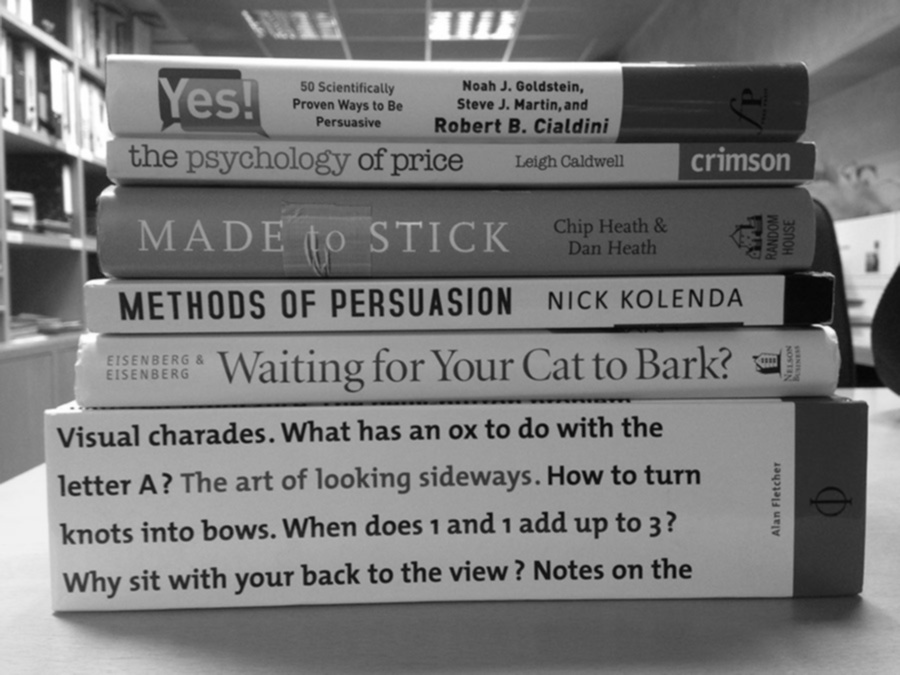 Yes!
50 Scientifically
Proven Ways to Be
Persuasive
Noah J. Goldstein,
Steve J. Martin, and
Robert B. Cialdini
fP
the psychology of price
Leigh Caldwell
crimson
MADE to STICK
Chip Heath &
Dan Heath
RANDOM
HOUSE
METHODS OF PERSUASION
NICK KOLENDA
EISENBERG &
EISENBERG
Waiting for Your Cat to Bark?
NELSON
BUSINESS
Visual charades. What has an ox to do with the
letter A? The art of looking sideways. How to turn
knots into bows. When does 1 and 1 add up to 3?
Why sit with your back to the view? Notes on the
Alan Fletcher